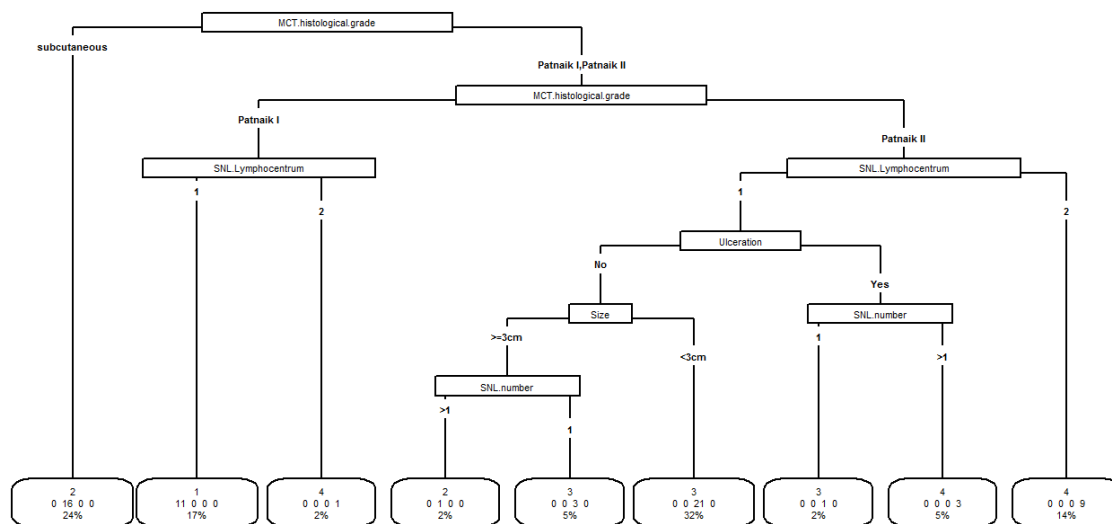 MCT.histological.grade
subcutaneous
Patnaik I,Patnaik II
MCT.histological.grade
Patnaik I
Patnaik II
SNL.Lymphocentrum
SNL.Lymphocentrum
1
2
1
2
Ulceration
No
Yes
Size
SNL.number
>=3cm
<3cm
1
>1
SNL.number
>1
1
2
0 16 0 0
24%
1
11 0 0 0
17%
4
0 0 0 1
2%
2
0 1 0 0
2%
3
0 0 3 0
5%
3
0 0 21 0
32%
3
0 0 1 0
2%
4
0 0 0 3
5%
4
0 0 0 9
14%